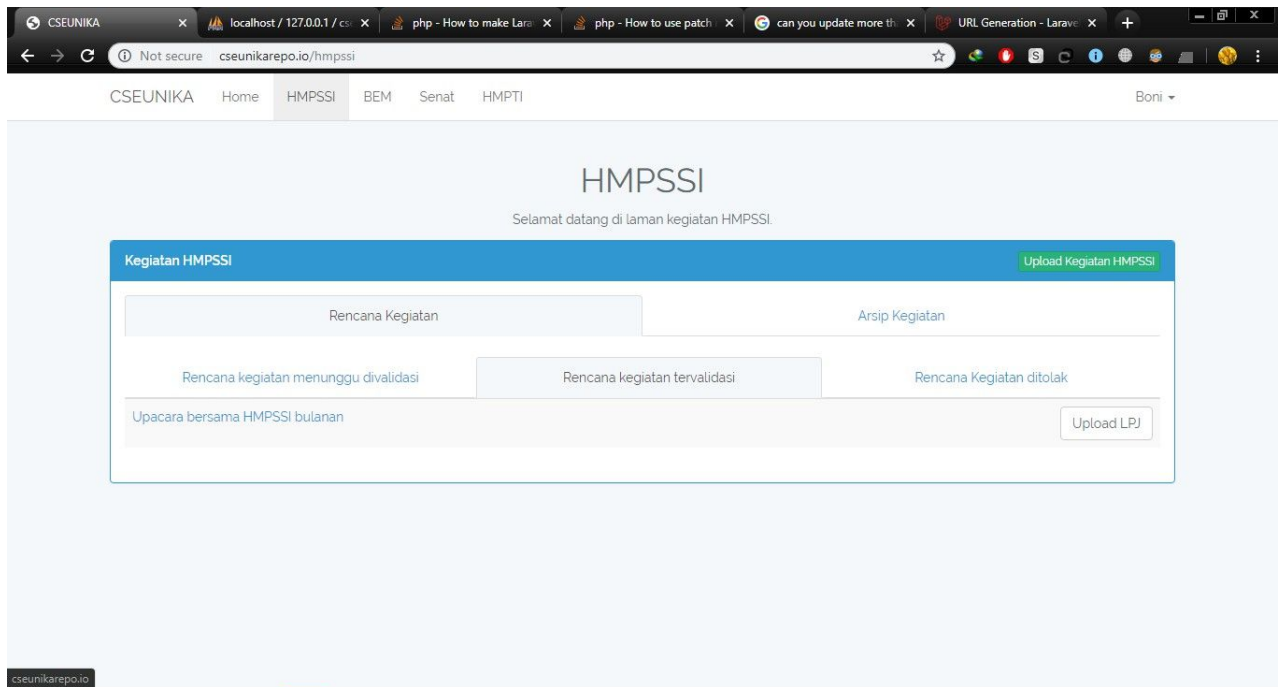 CSEUNIKA
localhost / 127.0.0.1 / cs
php - How to make Lara
php - How to use patch
can you update more th
URL Generation - Larave
Not secure cseunikarepo.io/hmpssi
CSEUNIKA Home HMPSSI BEM Senat HMPTI Boni
HMPSSI
Selamat datang di laman kegiatan HMPSSI.
Kegiatan HMPSSI Upload Kegiatan HMPSSI
Rencana Kegiatan Arsip Kegiatan
Rencana kegiatan menunggu divalidasi Rencana kegiatan tervalidasi Rencana Kegiatan ditolak
Upacara bersama HMPSSI bulanan Upload LPJ
cseunikarepo.io